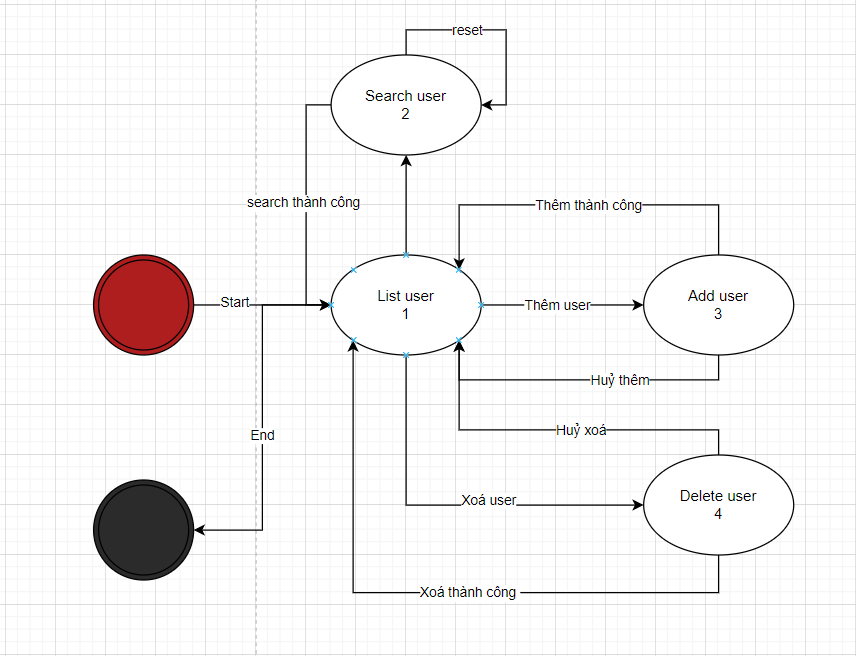 reset
Search user
2
search thành công
Thêm thành công
Start
List user
1
Thêm user
Add user
3
Huỷ thêm
End
Huỷ xoá
Xoá user
Delete user
4
Xoá thành công